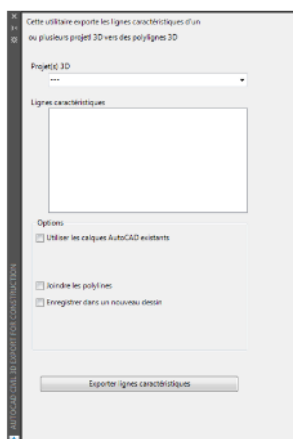 Cette utilitaire exporte les lignes caractéristiques d'un
ou plusieurs projetl 3D vers des polylignes 3D
Projet(s) 3D
---
Lignes caractéristiques
Options
Utiliser les calques AutoCAD existants
Joindre les polylines
Enregistrer dans un nouveau dessin
Exporter lignes caractéristiques
AUTOCAD CIVIL 3D EXPORT FOR CONSTRUCTION